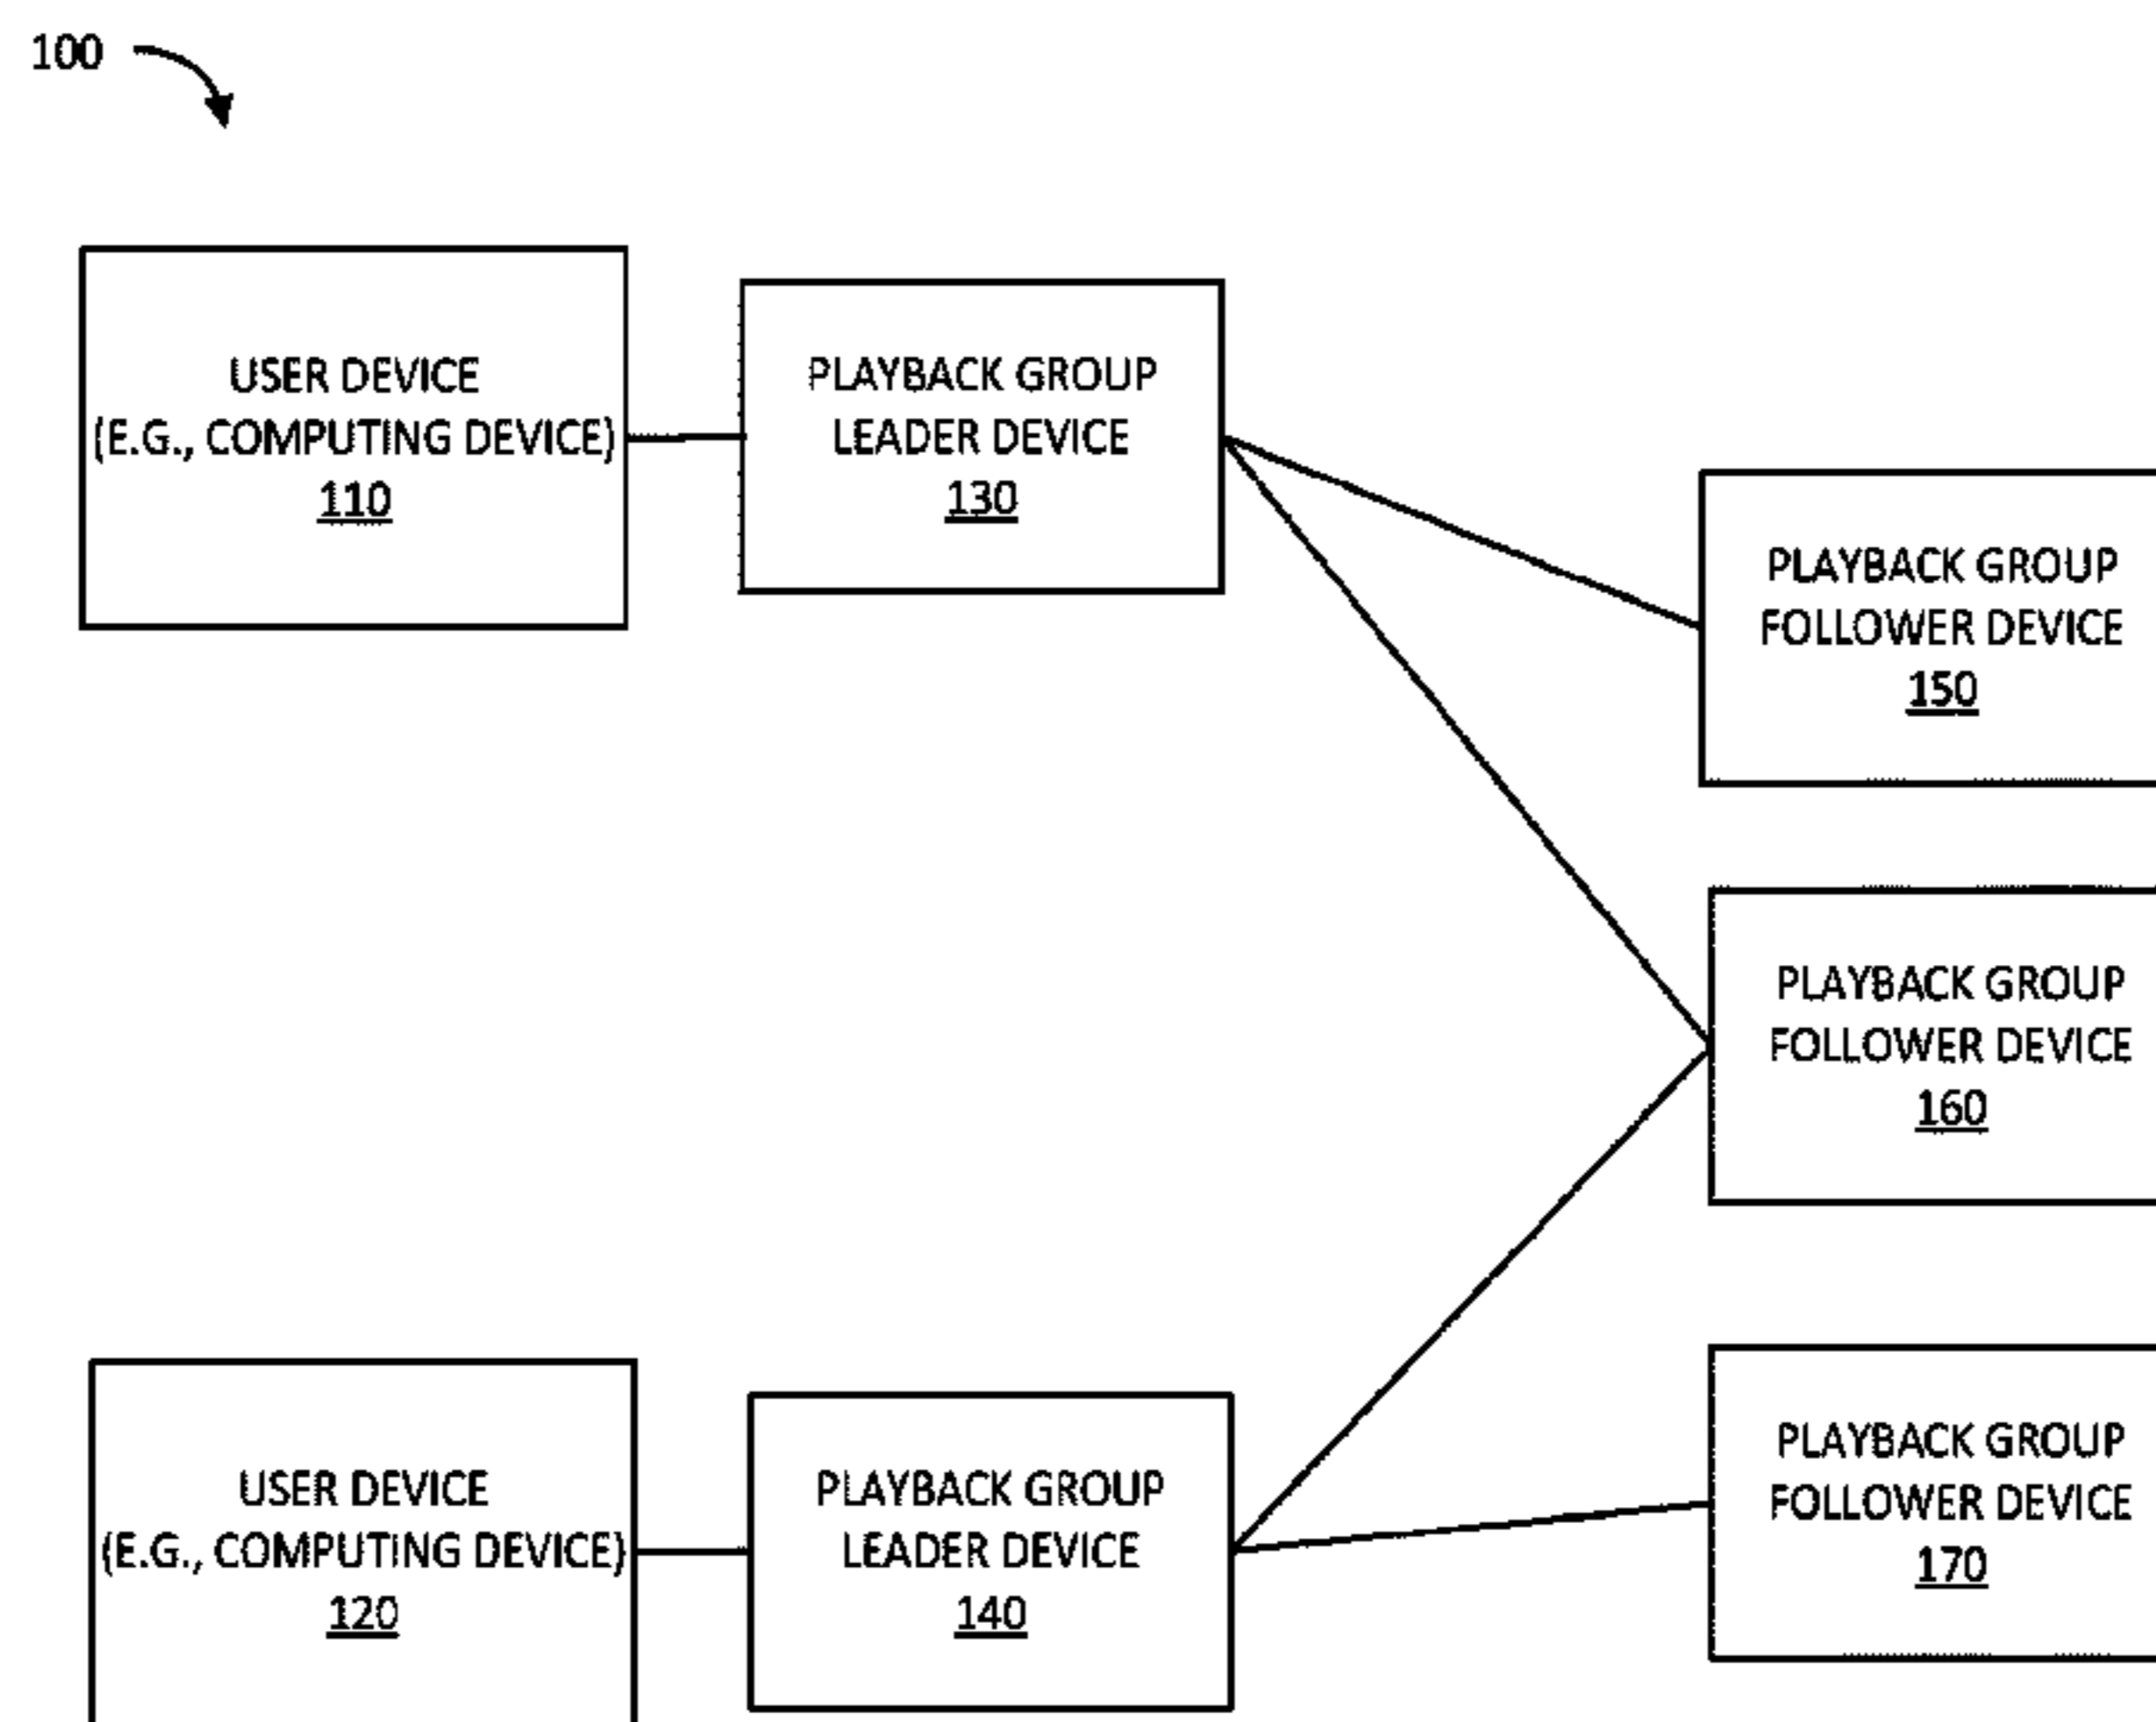 100
USER DEVICE
(E.G., COMPUTING DEVICE)
110
PLAYBACK GROUP
LEADER DEVICE
130
PLAYBACK GROUP
FOLLOWER DEVICE
150
PLAYBACK GROUP
FOLLOWER DEVICE
160
USER DEVICE
(E.G., COMPUTING DEVICE)
120
PLAYBACK GROUP
LEADER DEVICE
140
PLAYBACK GROUP
FOLLOWER DEVICE
170